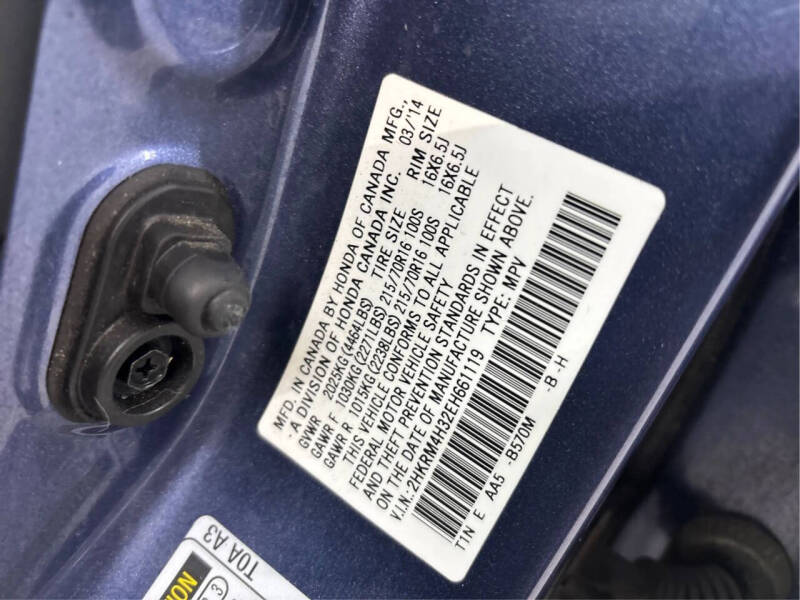 MFD. IN CANADA BY HONDA OF CANADA MFG.,
-A DIVISION OF HONDA CANADA INC. 03/'14
GVWR 2025KG(4464LBS) TIRE SIZE RIM SIZE
GAWR F 1030KG(2271LBS) 215/70R16 100S 16X6.5J
GAWR R 1015KG(2238LBS) 215/70R16 100S 16X6.5J
THIS VEHICLE CONFORMS TO ALL APPLICABLE
FEDERAL MOTOR VEHICLE SAFETY
AND THEFT PREVENTION STANDARDS IN EFFECT
ON THE DATE OF MANUFACTURE SHOWN ABOVE.
V.I.N.:2HKRM4H32EH661119 TYPE: MPV
T1N E AA5 -B570M -B -H
T0A A3
3